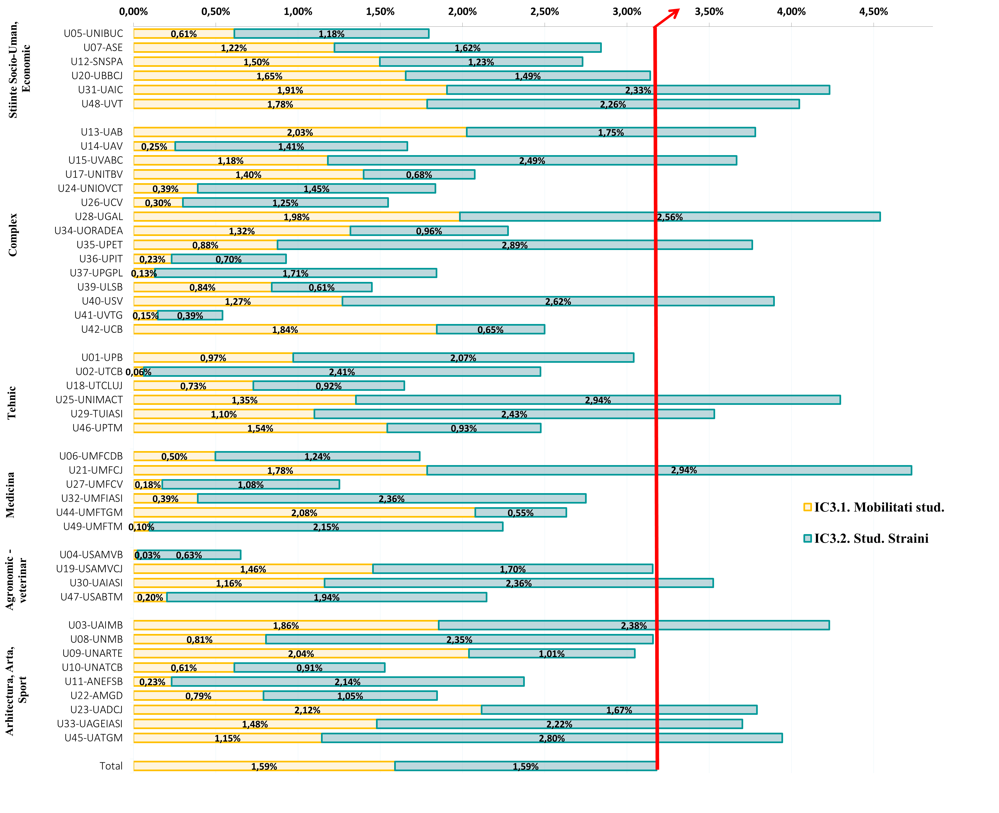 0,00% 0,50% 1,00% 1,50% 2,00% 2,50% 3,00% 3,50% 4,00% 4,50%
Stiinte Socio-Uman,
Economic
U05-UNIBUC 0,61% 1,18%
U07-ASE 1,22% 1,62%
U12-SNSPA 1,50% 1,23%
U20-UBBCJ 1,65% 1,49%
U31-UAIC 1,91% 2,33%
U48-UVT 1,78% 2,26%
Complex
U13-UAB 2,03% 1,75%
U14-UAV 0,25% 1,41%
U15-UVABC 1,18% 2,49%
U17-UNITBV 1,40% 0,68%
U24-UNIOVCT 0,39% 1,45%
U26-UCV 0,30% 1,25%
U28-UGAL 1,98% 2,56%
U34-UORADEA 1,32% 0,96%
U35-UPET 0,88% 2,89%
U36-UPIT 0,23% 0,70%
U37-UPGPL 0,13% 1,71%
U39-ULSB 0,84% 0,61%
U40-USV 1,27% 2,62%
U41-UVTG 0,15% 0,39%
U42-UCB 1,84% 0,65%
Tehnic
U01-UPB 0,97% 2,07%
U02-UTCB 0,06% 2,41%
U18-UTCLUJ 0,73% 0,92%
U25-UNIMACT 1,35% 2,94%
U29-TUIASI 1,10% 2,43%
U46-UPTM 1,54% 0,93%
Medicina
U06-UMFCDB 0,50% 1,24%
U21-UMFCJ 1,78% 2,94%
U27-UMFCV 0,18% 1,08%
U32-UMFIASI 0,39% 2,36%
U44-UMFTGM 2,08% 0,55%
U49-UMFTM 0,10% 2,15%
IC3.1. Mobilitati stud.
IC3.2. Stud. Straini
Agronomic -
veterinar
U04-USAMVB 0,03% 0,63%
U19-USAMVCJ 1,46% 1,70%
U30-UAIASI 1,16% 2,36%
U47-USABTM 0,20% 1,94%
Arhitectura, Arta,
Sport
U03-UAIMB 1,86% 2,38%
U08-UNMB 0,81% 2,35%
U09-UNARTE 2,04% 1,01%
U10-UNATCB 0,61% 0,91%
U11-ANEFSB 0,23% 2,14%
U22-AMGD 0,79% 1,05%
U23-UADCJ 2,12% 1,67%
U33-UAGEIASI 1,48% 2,22%
U45-UATGM 1,15% 2,80%
Total 1,59% 1,59%